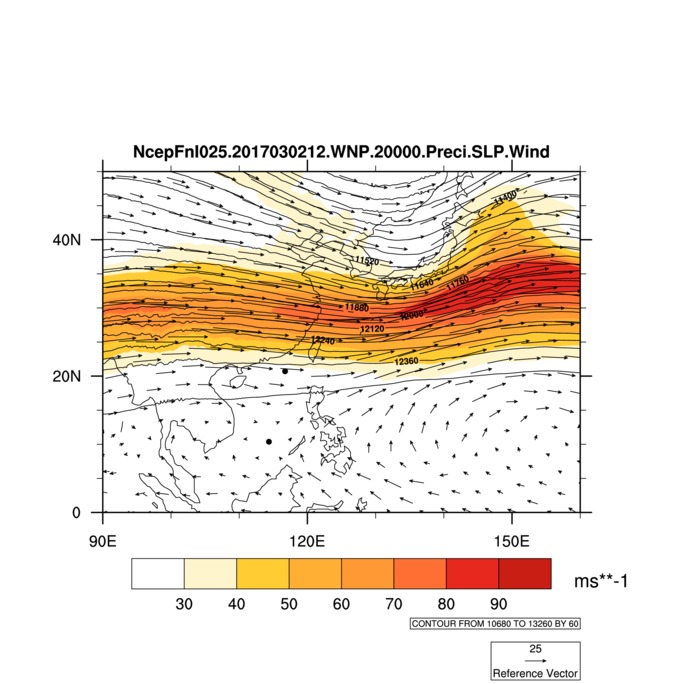 NcepFnl025.2017030212.WNP.20000.Preci.SLP.Wind
11400
40N
11520
11640
11760
11880
12000
12120
12240
12360
20N
0
90E 120E 150E
ms**-1
30 40 50 60 70 80 90
CONTOUR FROM 10680 TO 13260 BY 60
25
Reference Vector